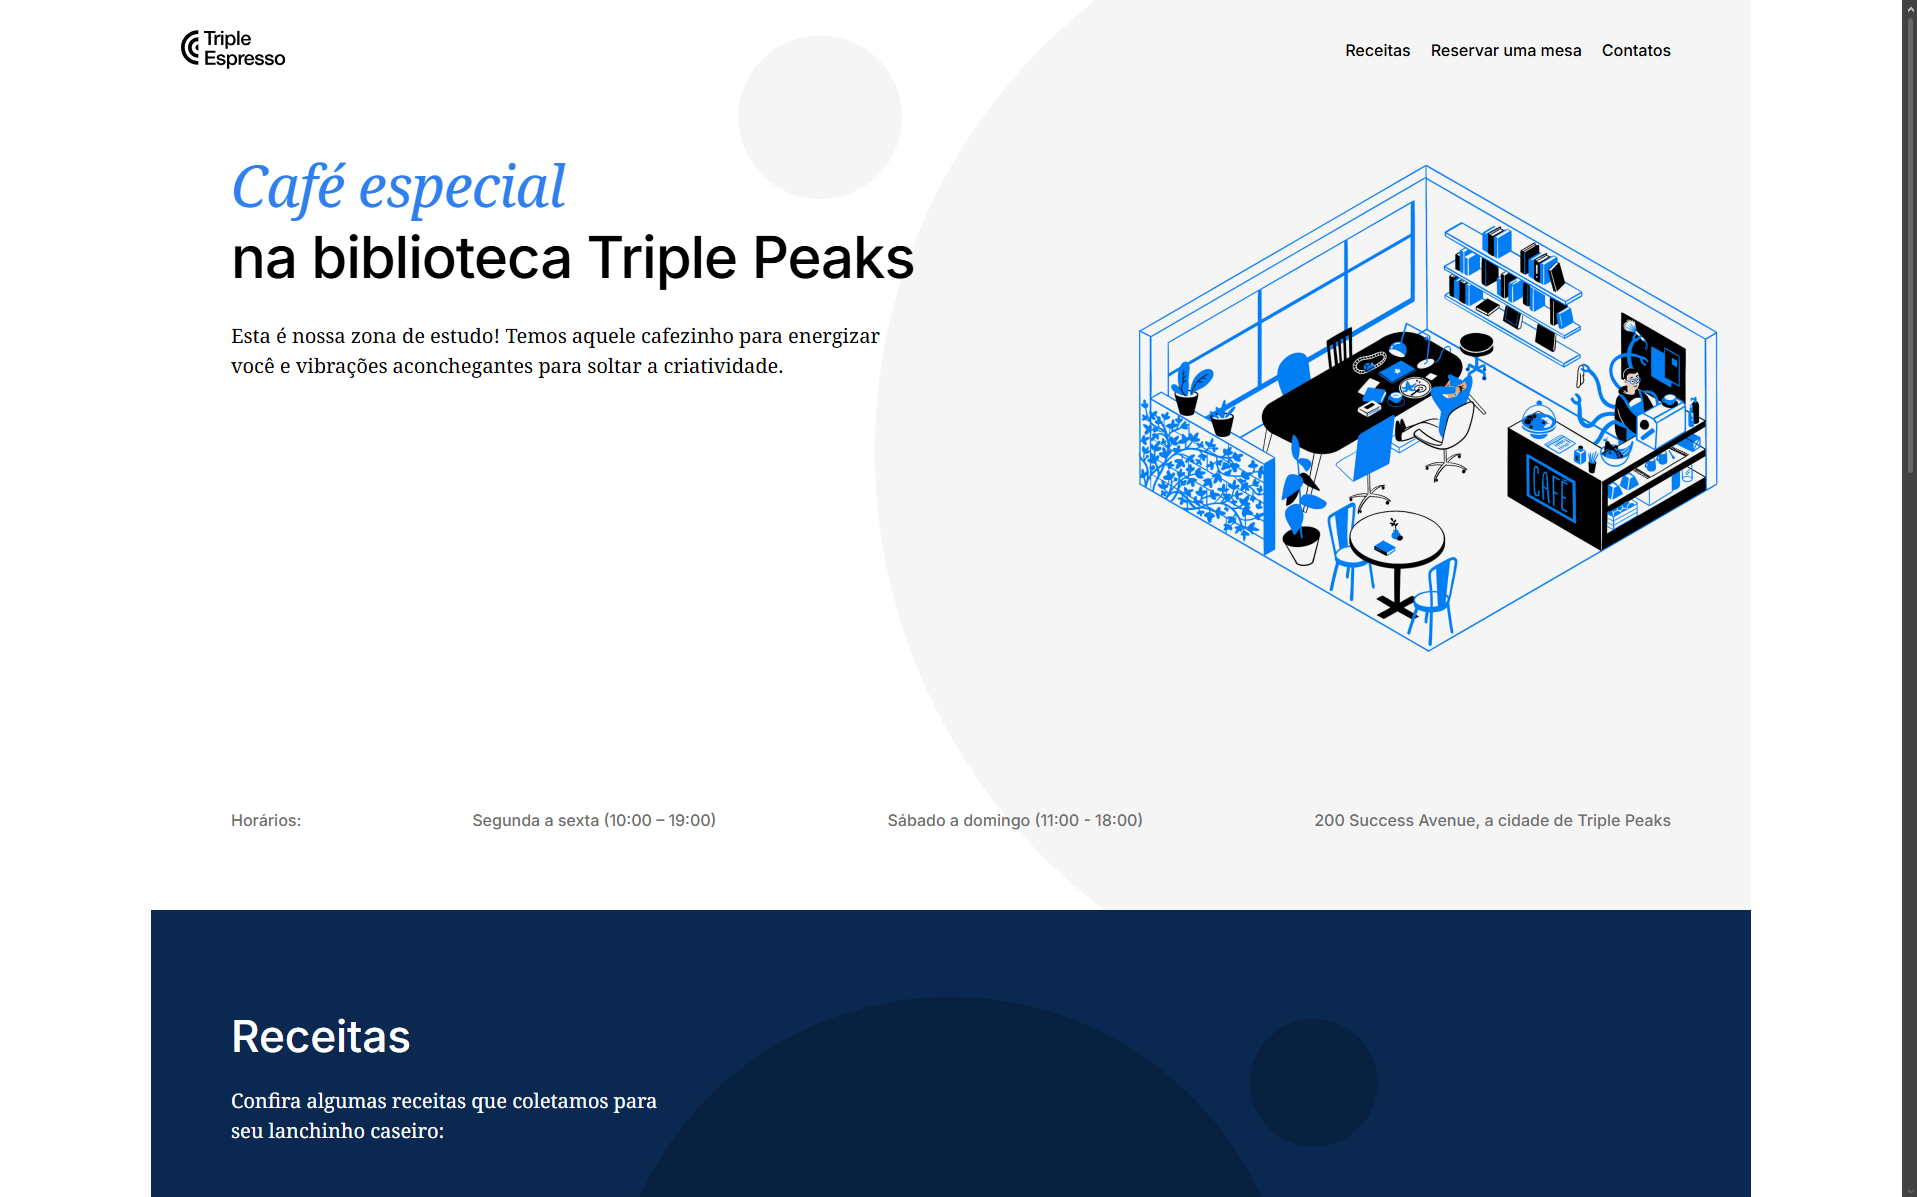 Triple
Espresso
Receitas Reservar uma mesa Contatos
Café especial
na biblioteca Triple Peaks
Esta é nossa zona de estudo! Temos aquele cafezinho para energizar
você e vibrações aconchegantes para soltar a criatividade.
CAFÉ
Horários: Segunda a sexta (10:00 – 19:00) Sábado a domingo (11:00 - 18:00) 200 Success Avenue, a cidade de Triple Peaks
Receitas
Confira algumas receitas que coletamos para
seu lanchinho caseiro: